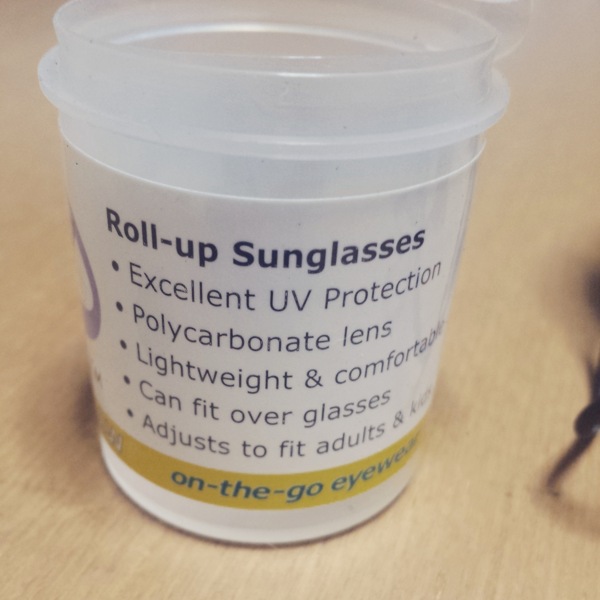 Roll-up Sunglasses
• Excellent UV Protection
• Polycarbonate lens
• Lightweight & comfortable
• Can fit over glasses
• Adjusts to fit adults & kids
on-the-go eyewear